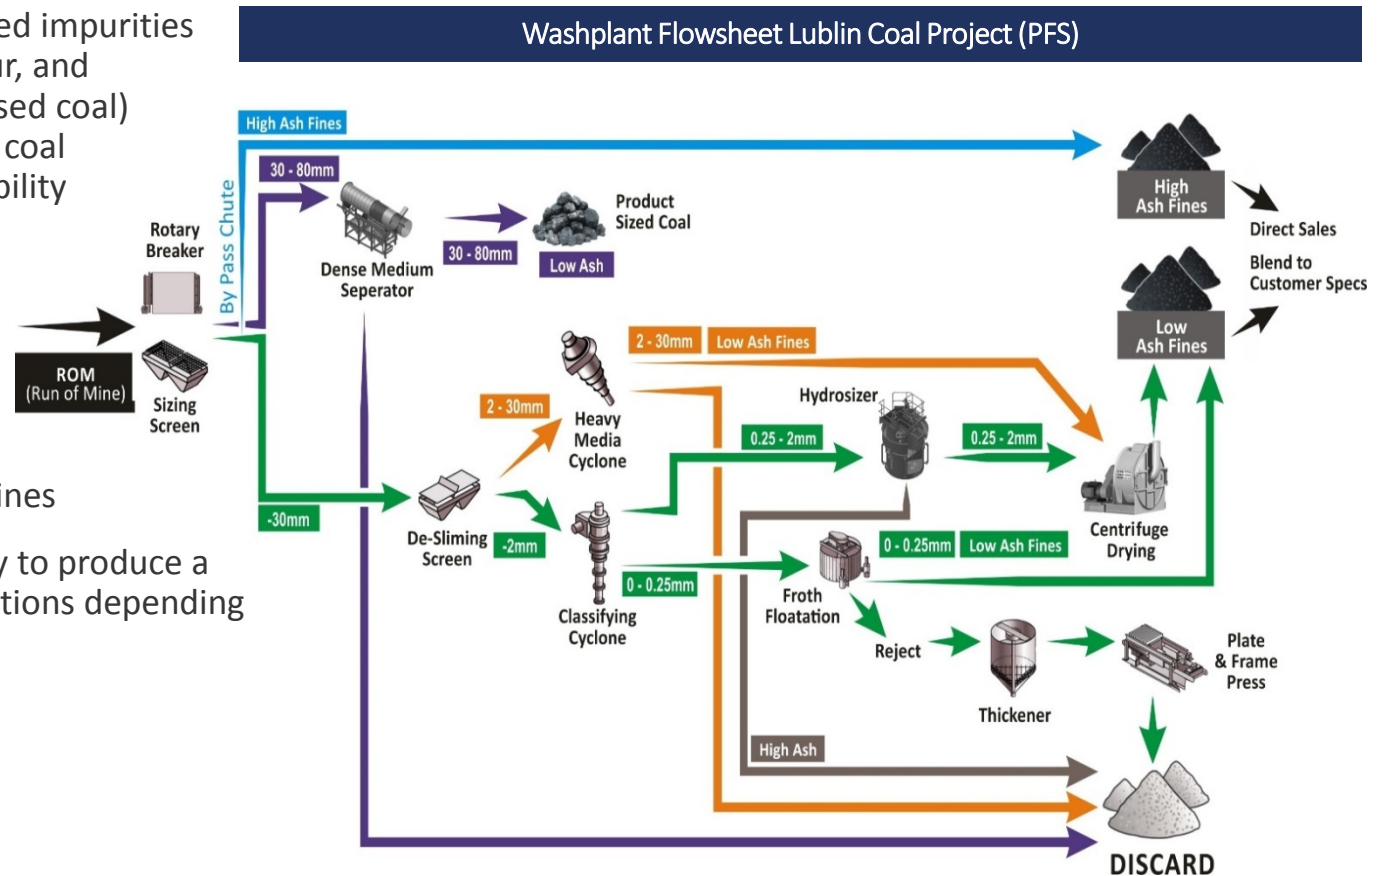 ed impurities
ur, and
sed coal)
coal
bility
ines
y to produce a
tions depending
Washplant Flowsheet Lublin Coal Project (PFS)
High Ash Fines
By Pass Chute
30 - 80mm
Rotary
Breaker
ROM
(Run of Mine)
Sizing
Screen
Dense Medium
Seperator
30 - 80mm
Product
Sized Coal
Low Ash
High
Ash Fines
Direct Sales
Blend to
Customer Specs
Low
Ash Fines
-30mm
De-Sliming
Screen
2 - 30mm
-2mm
Heavy
Media
Cyclone
2 - 30mm
Low Ash Fines
Classifying
Cyclone
0.25 - 2mm
Hydrosizer
0.25 - 2mm
Centrifuge
Drying
0 - 0.25mm
Froth
Floatation
0 - 0.25mm
Low Ash Fines
Reject
Thickener
Plate
& Frame
Press
High Ash
DISCARD